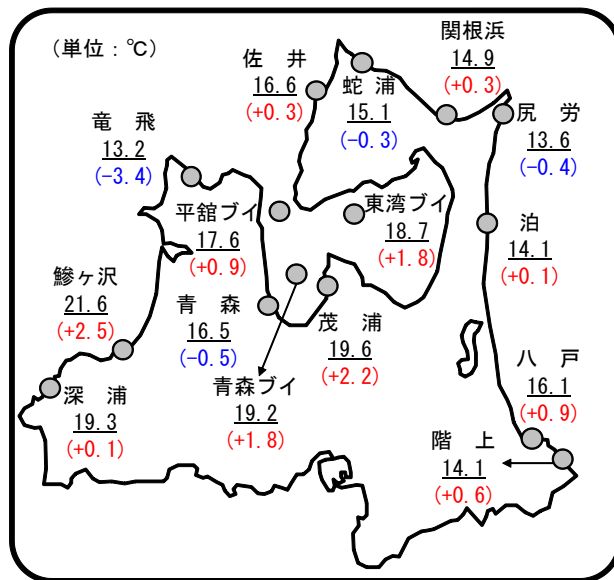 (単位：℃)
関根浜
14.9
(+0.3)
佐 井
16.6
(+0.3)
蛇 浦
15.1
(−0.3)
尻 労
13.6
(−0.4)
竜 飛
13.2
(−3.4)
平舘ブイ
17.6
(+0.9)
東湾ブイ
18.7
(+1.8)
泊
14.1
(+0.1)
鰺ヶ沢
21.6
(+2.5)
青 森
16.5
(−0.5)
茂 浦
19.6
(+2.2)
八 戸
16.1
(+0.9)
深 浦
19.3
(+0.1)
青森ブイ
19.2
(+1.8)
階 上
14.1
(+0.6)